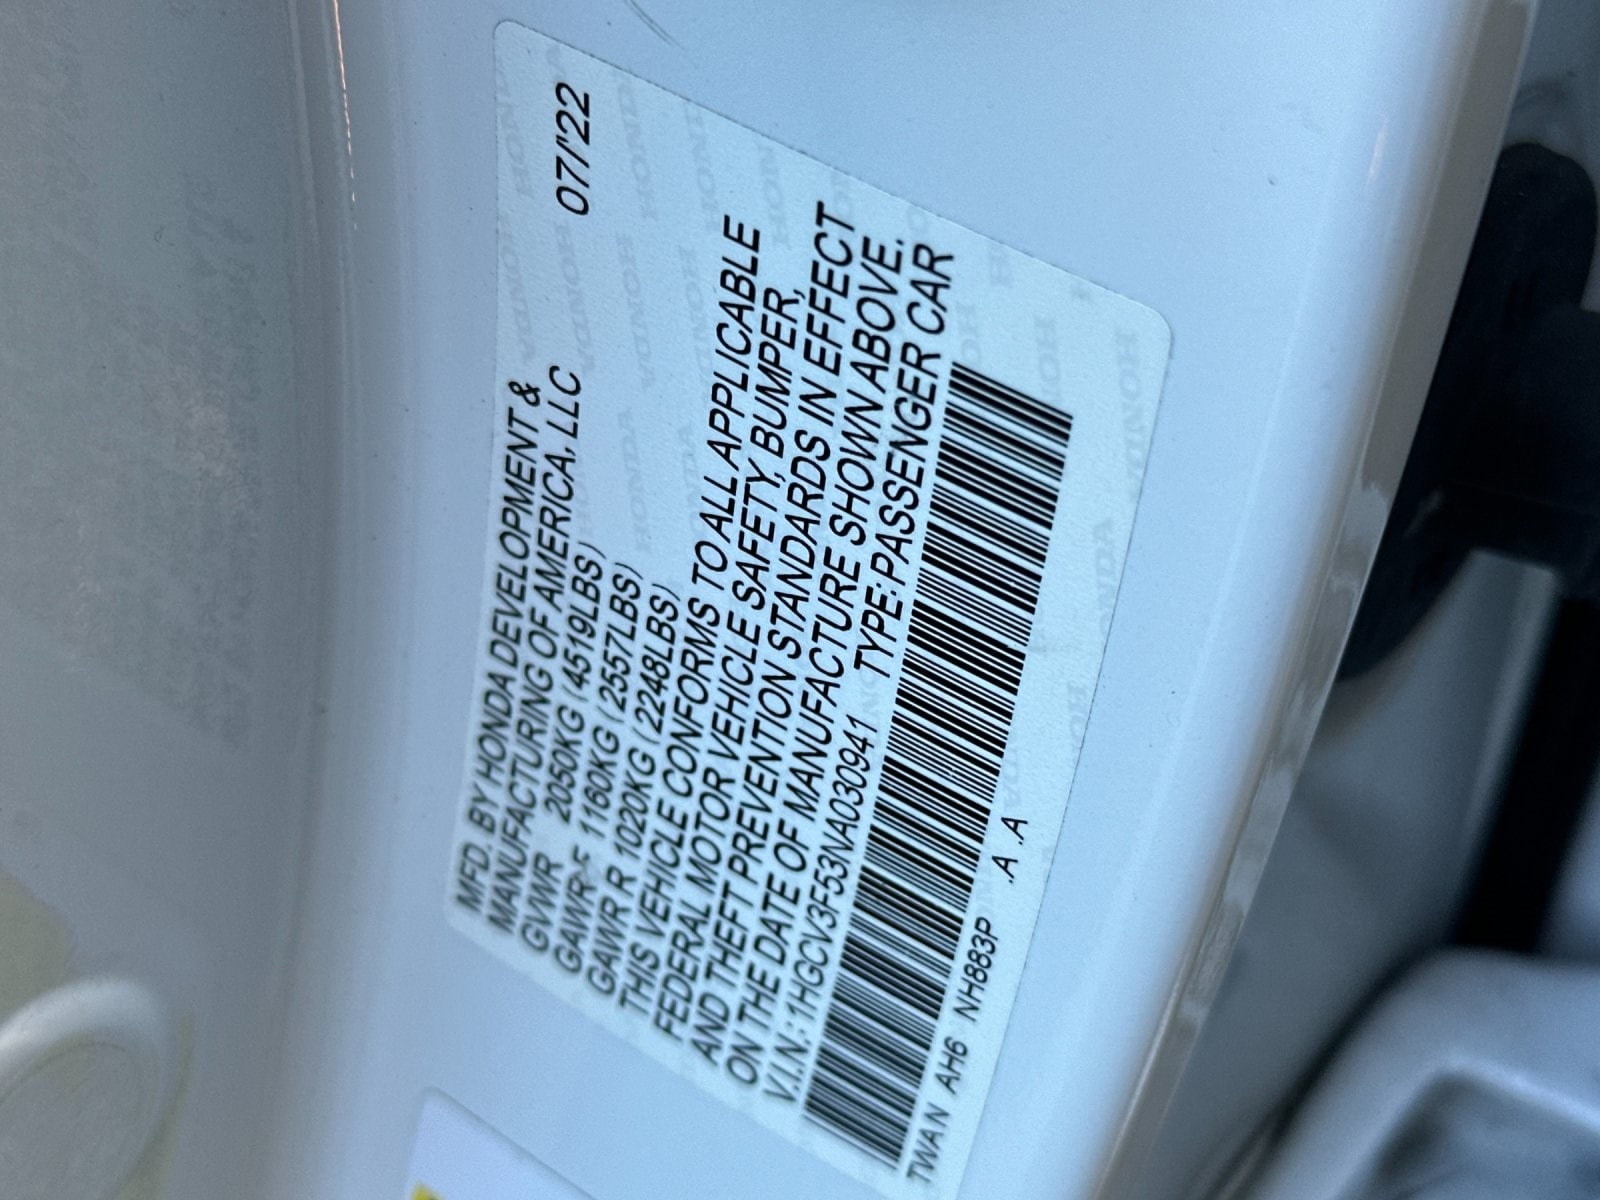 MFD. BY HONDA DEVELOPMENT &
MANUFACTURING OF AMERICA, LLC 07/'22
GVWR 2050KG (4519LBS)
GAWR F 1160KG (2557LBS)
GAWR R 1020KG (2248LBS)
THIS VEHICLE CONFORMS TO ALL APPLICABLE
FEDERAL MOTOR VEHICLE SAFETY, BUMPER,
AND THEFT PREVENTION STANDARDS IN EFFECT
ON THE DATE OF MANUFACTURE SHOWN ABOVE.
V.I.N.: 1HGCV3F53NA030941 TYPE: PASSENGER CAR
TWAN AH6 NH883P .A .A